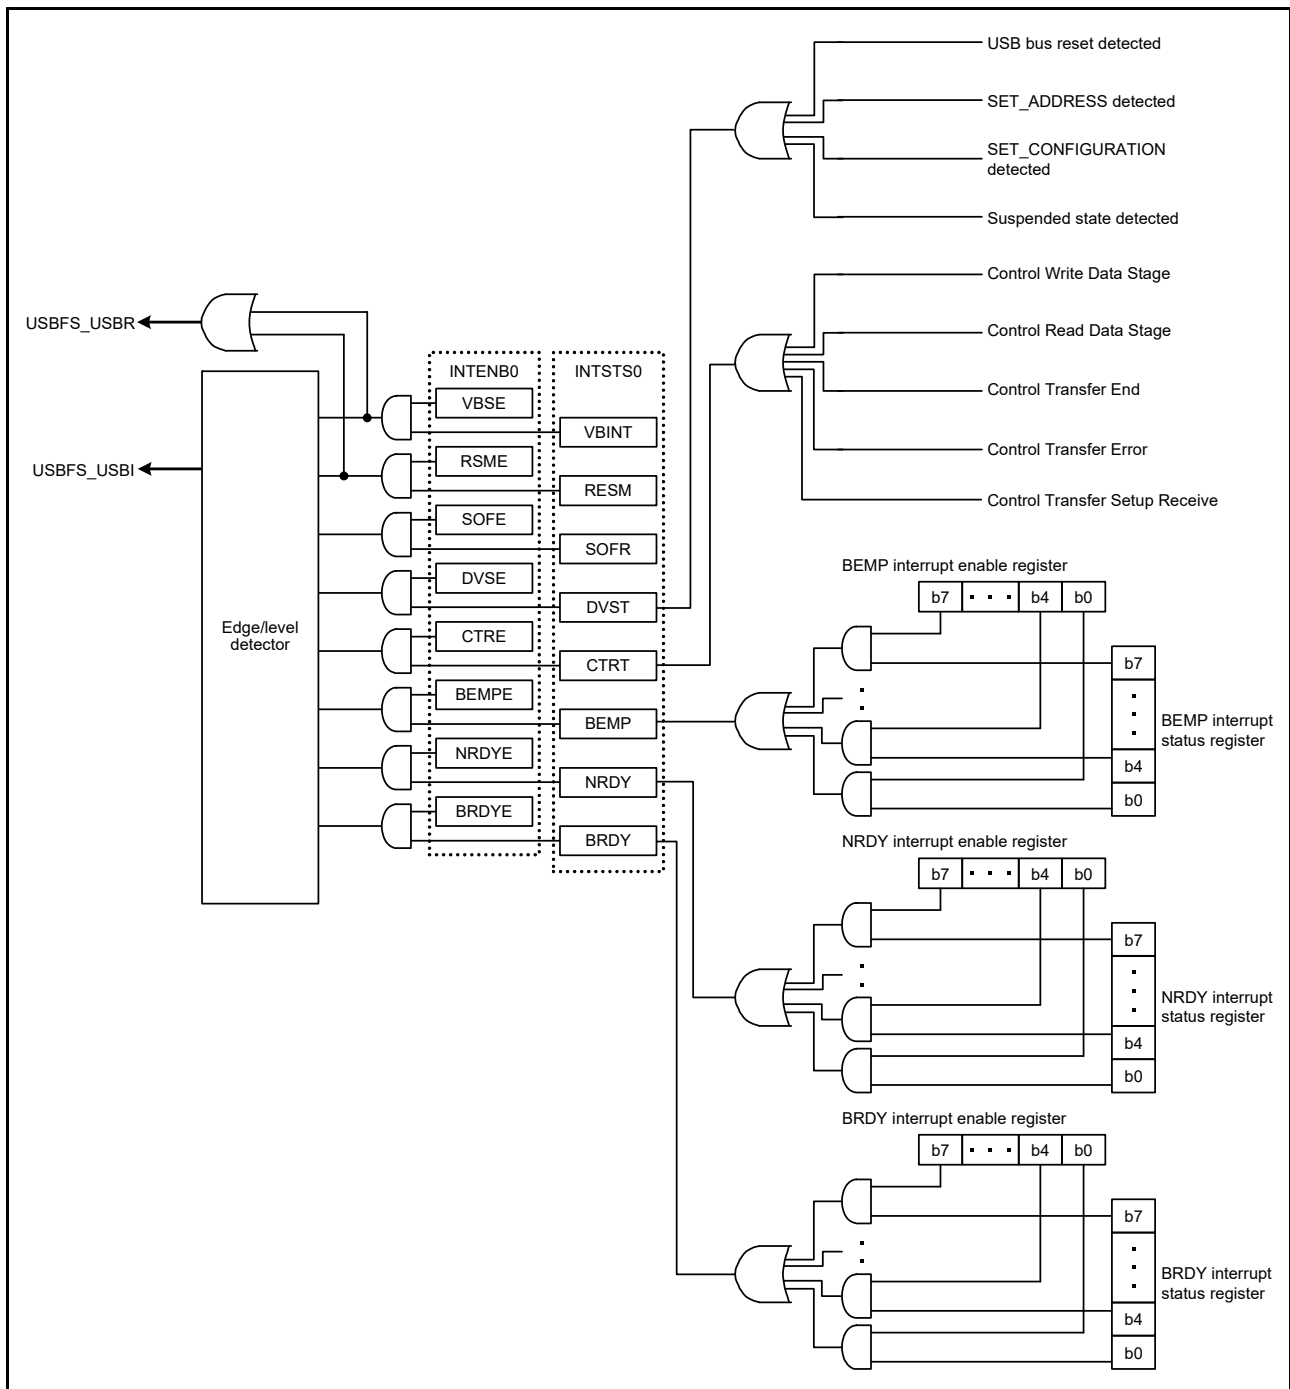 USB bus reset detected
SET_ADDRESS detected
SET_CONFIGURATION
detected
Suspended state detected
Control Write Data Stage
Control Read Data Stage
Control Transfer End
Control Transfer Error
Control Transfer Setup Receive
USBFS_USBR
USBFS_USBI
Edge/level
detector
INTENB0
VBSE
RSME
SOFE
DVSE
CTRE
BEMPE
NRDYE
BRDYE
INTSTS0
VBINT
RESM
SOFR
DVST
CTRT
BEMP
NRDY
BRDY
BEMP interrupt enable register
b7 · · · b4 b0
b7
·
·
·
b4
b0
BEMP interrupt
status register
NRDY interrupt enable register
b7 · · · b4 b0
b7
·
·
·
b4
b0
NRDY interrupt
status register
BRDY interrupt enable register
b7 · · · b4 b0
b7
·
·
·
b4
b0
BRDY interrupt
status register